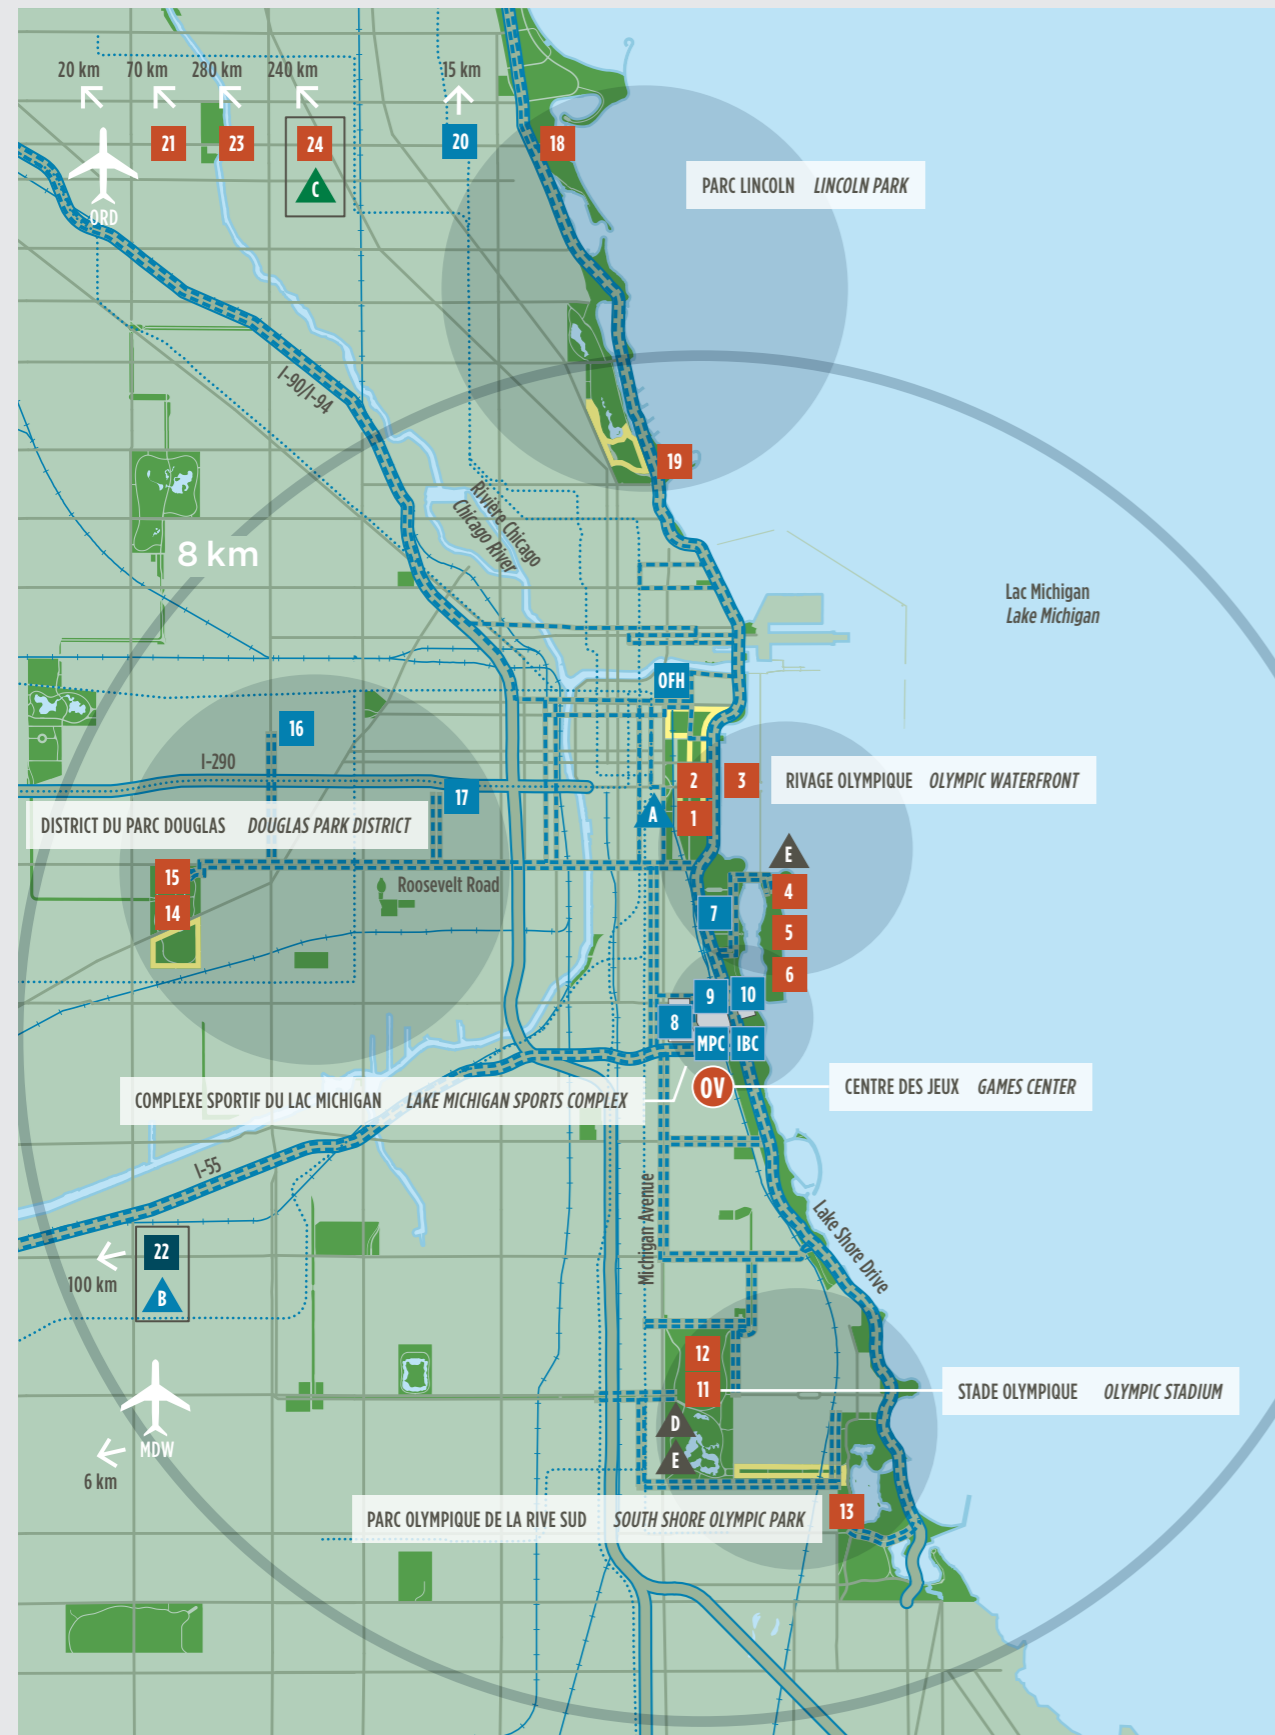 20 km
70 km
280 km
240 km
15 km
21
23
24
20
18
C
ORD
PARC LINCOLN LINCOLN PARK
I-90/I-94
19
8 km
Rivière Chicago
Chicago River
Lac Michigan
Lake Michigan
OFH
16
I-290
2
3
RIVAGE OLYMPIQUE OLYMPIC WATERFRONT
17
A
1
DISTRICT DU PARC DOUGLAS DOUGLAS PARK DISTRICT
E
15
Roosevelt Road
4
14
7
5
6
9
10
8
MPC
IBC
OV
CENTRE DES JEUX GAMES CENTER
COMPLEXE SPORTIF DU LAC MICHIGAN LAKE MICHIGAN SPORTS COMPLEX
I-55
Michigan Avenue
Lake Shore Drive
22
100 km
B
12
11
STADE OLYMPIQUE OLYMPIC STADIUM
D
MDW
E
6 km
PARC OLYMPIQUE DE LA RIVE SUD SOUTH SHORE OLYMPIC PARK
13